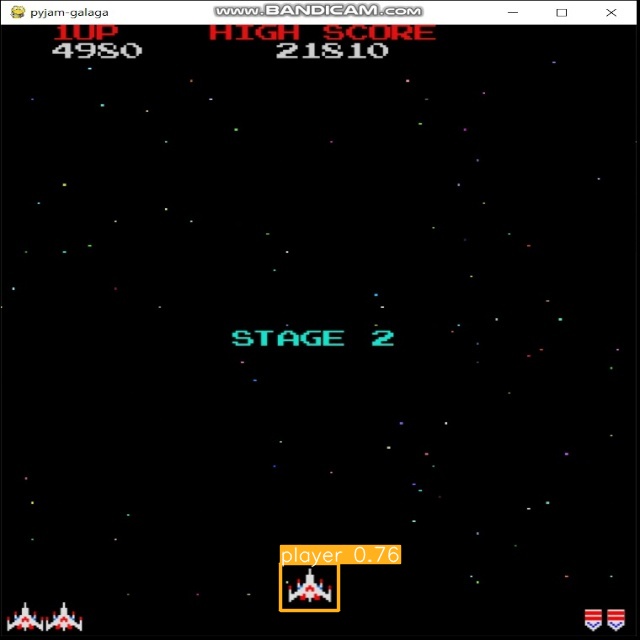 pyjam-galaga
www.BANDICAM.com
1UP HIGH SCORE
4980 21810
STAGE 2
player 0.76